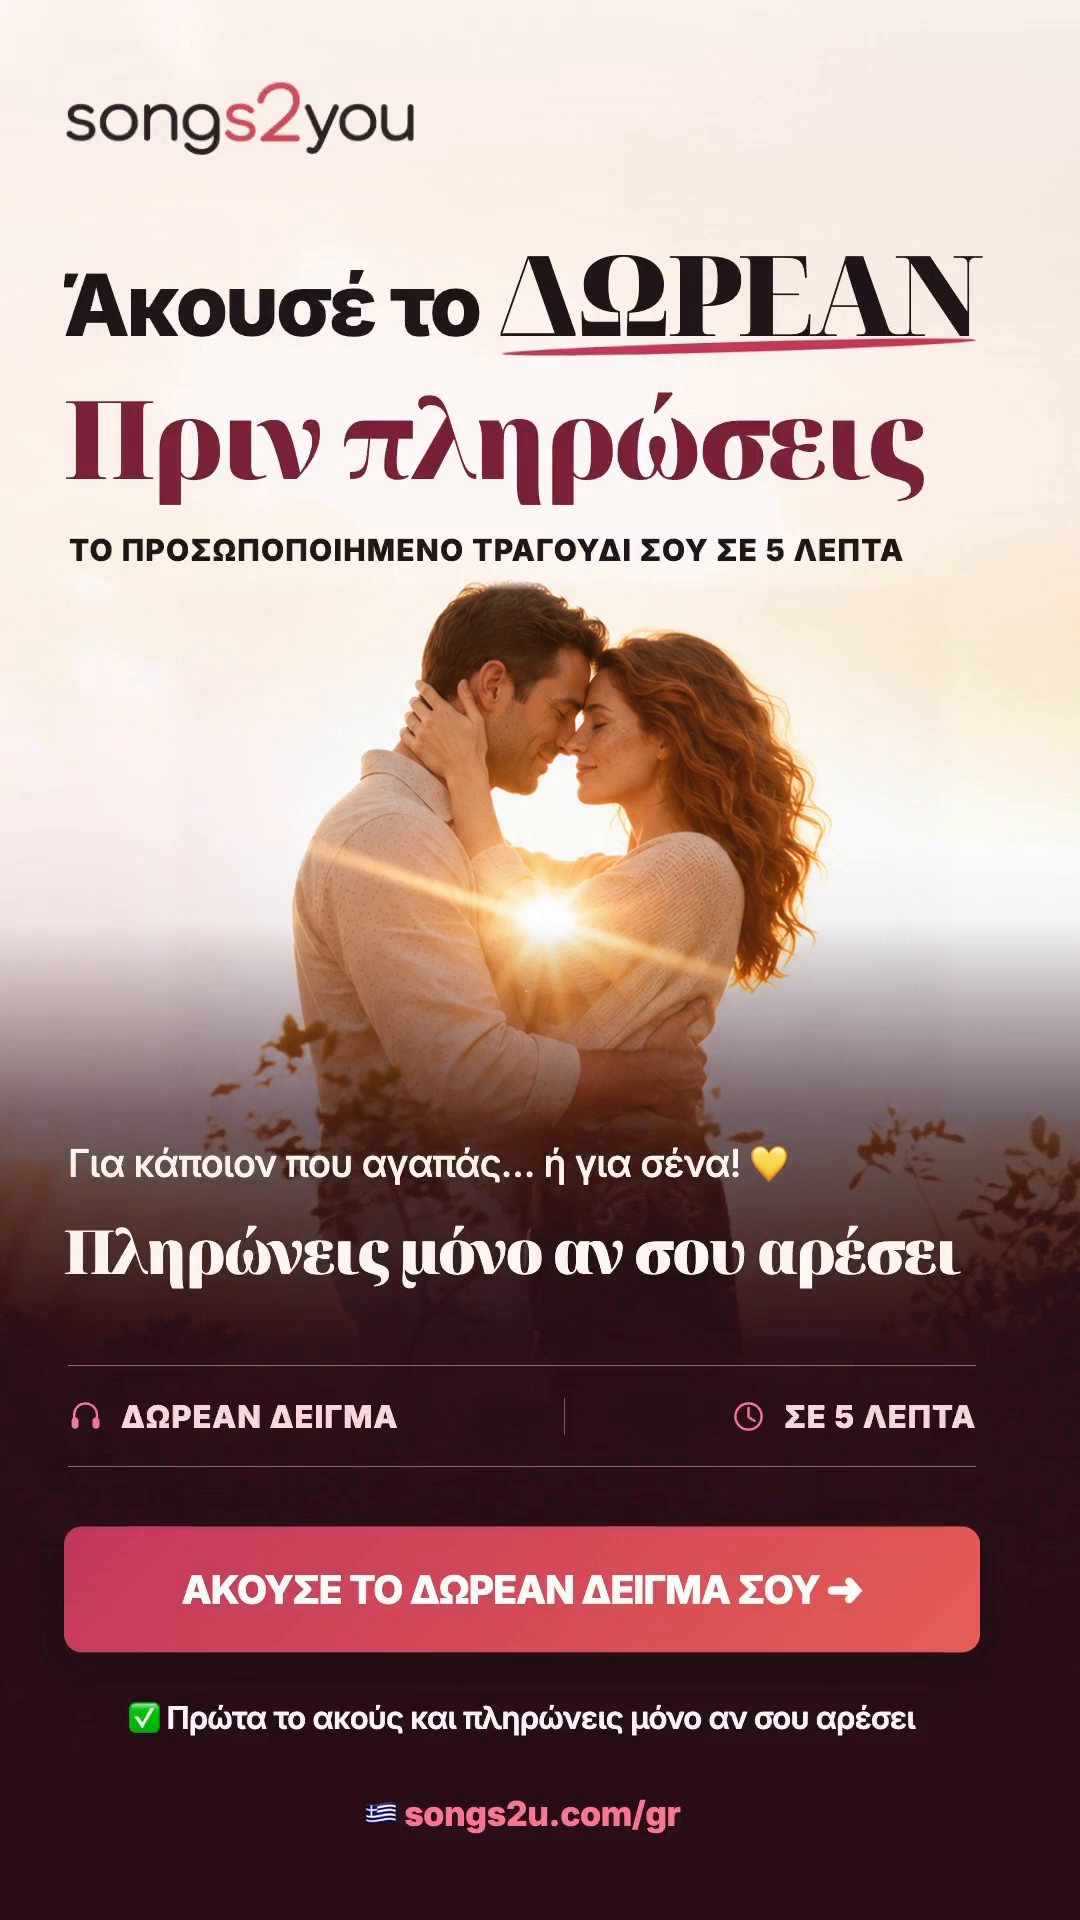 songs2you
Άκουσέ το ΔΩΡΕΑΝ
Πριν πληρώσεις
ΤΟ ΠΡΟΣΩΠΟΠΟΙΗΜΕΝΟ ΤΡΑΓΟΥΔΙ ΣΟΥ ΣΕ 5 ΛΕΠΤΑ
Για κάποιον που αγαπάς... ή για σένα! 💛
Πληρώνεις μόνο αν σου αρέσει
ΔΩΡΕΑΝ ΔΕΙΓΜΑ
ΣΕ 5 ΛΕΠΤΑ
ΑΚΟΥΣΕ ΤΟ ΔΩΡΕΑΝ ΔΕΙΓΜΑ ΣΟΥ ➜
✅ Πρώτα το ακούς και πληρώνεις μόνο αν σου αρέσει
🇬🇷 songs2u.com/gr